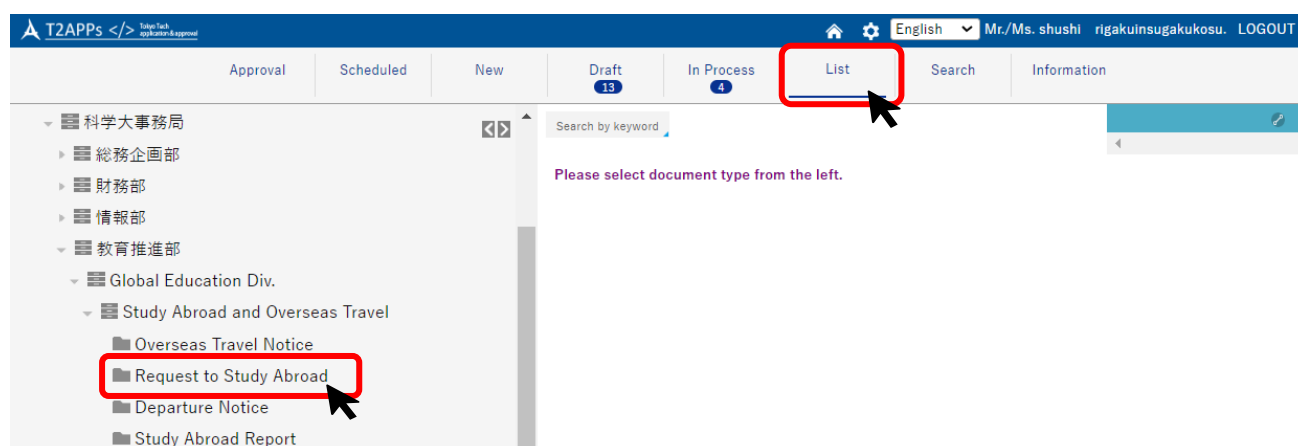 T2APPs </> Tokyo Tech application & approval
English Mr./Ms. shushi rigakuinsugakukosu. LOGOUT
Approval Scheduled New Draft In Process List Search Information
13 4
科学大事務局
Search by keyword
総務企画部
Please select document type from the left.
財務部
情報部
教育推進部
Global Education Div.
Study Abroad and Overseas Travel
Overseas Travel Notice
Request to Study Abroad
Departure Notice
Study Abroad Report